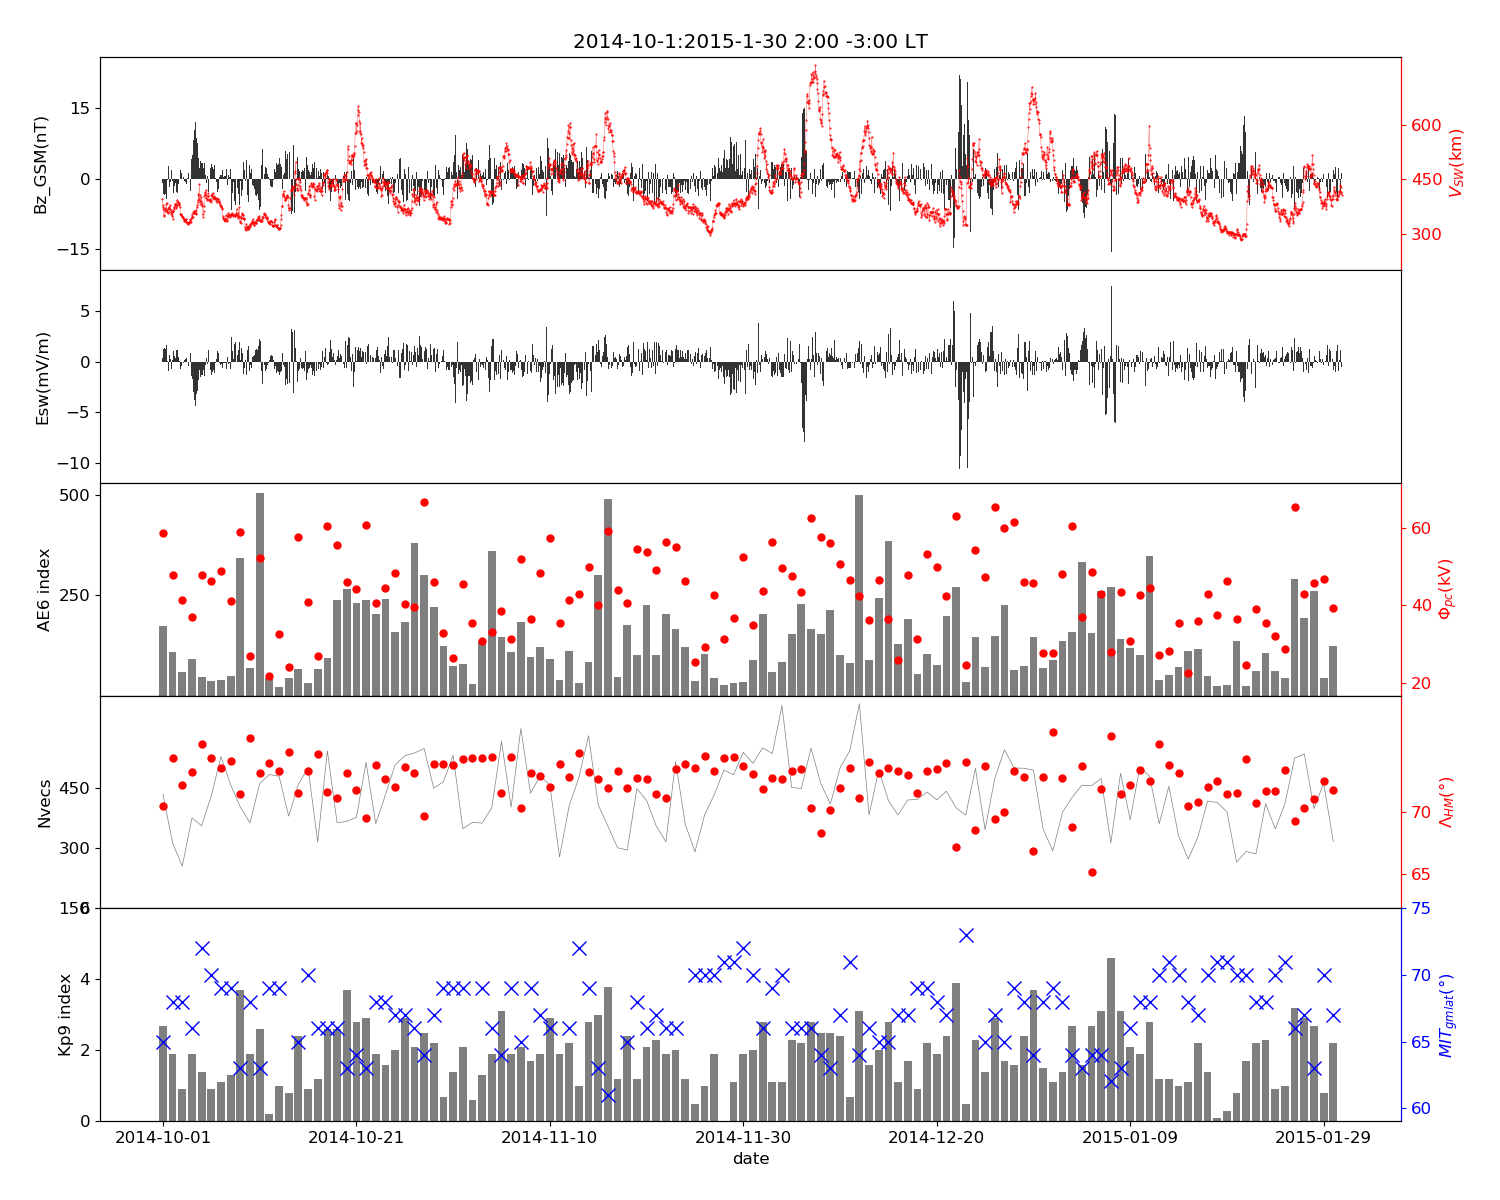 2014-10-1:2015-1-30 2:00 -3:00 LT
Bz_GSM(nT)
15
0
−15
600
450
300
V_SW(km)
Esw(mV/m)
5
0
−5
−10
AE6 index
500
250
60
40
20
Φ_pc(kV)
Nvecs
450
300
150
70
65
Λ_HM(°)
Kp9 index
6
4
2
0
75
70
65
60
MIT_gmlat(°)
2014-10-01 2014-10-21 2014-11-10 2014-11-30 2014-12-20 2015-01-09 2015-01-29
date